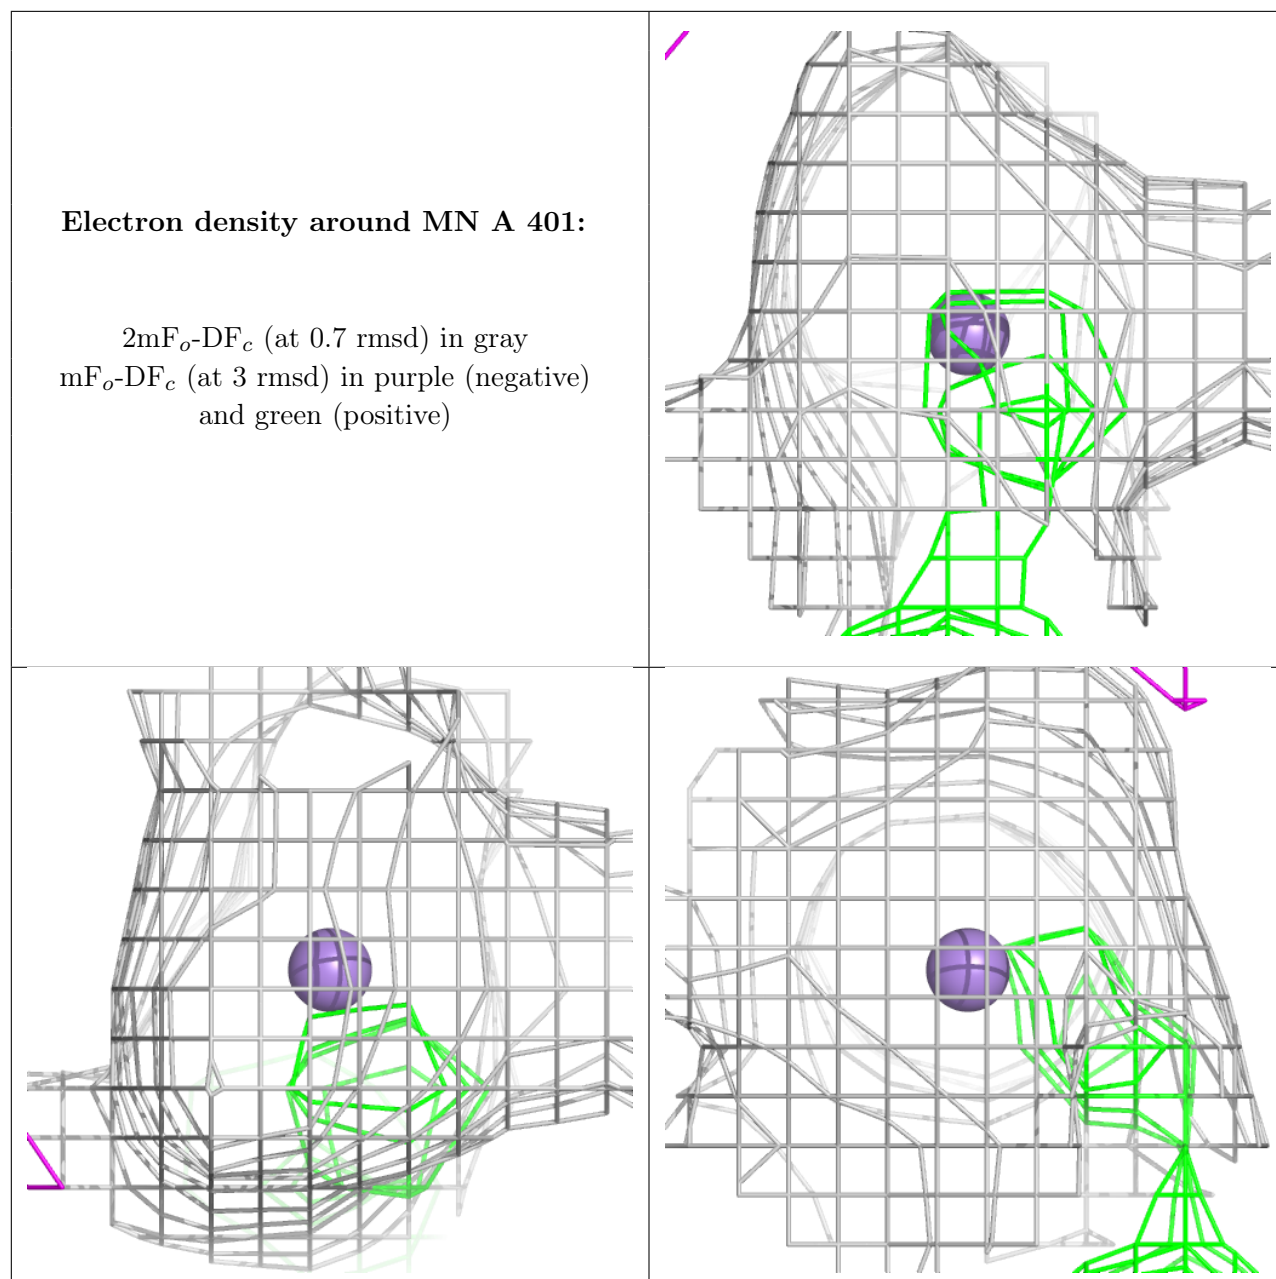 Electron density around MN A 401:
2mFo-DFc (at 0.7 rmsd) in gray
mFo-DFc (at 3 rmsd) in purple (negative)
and green (positive)